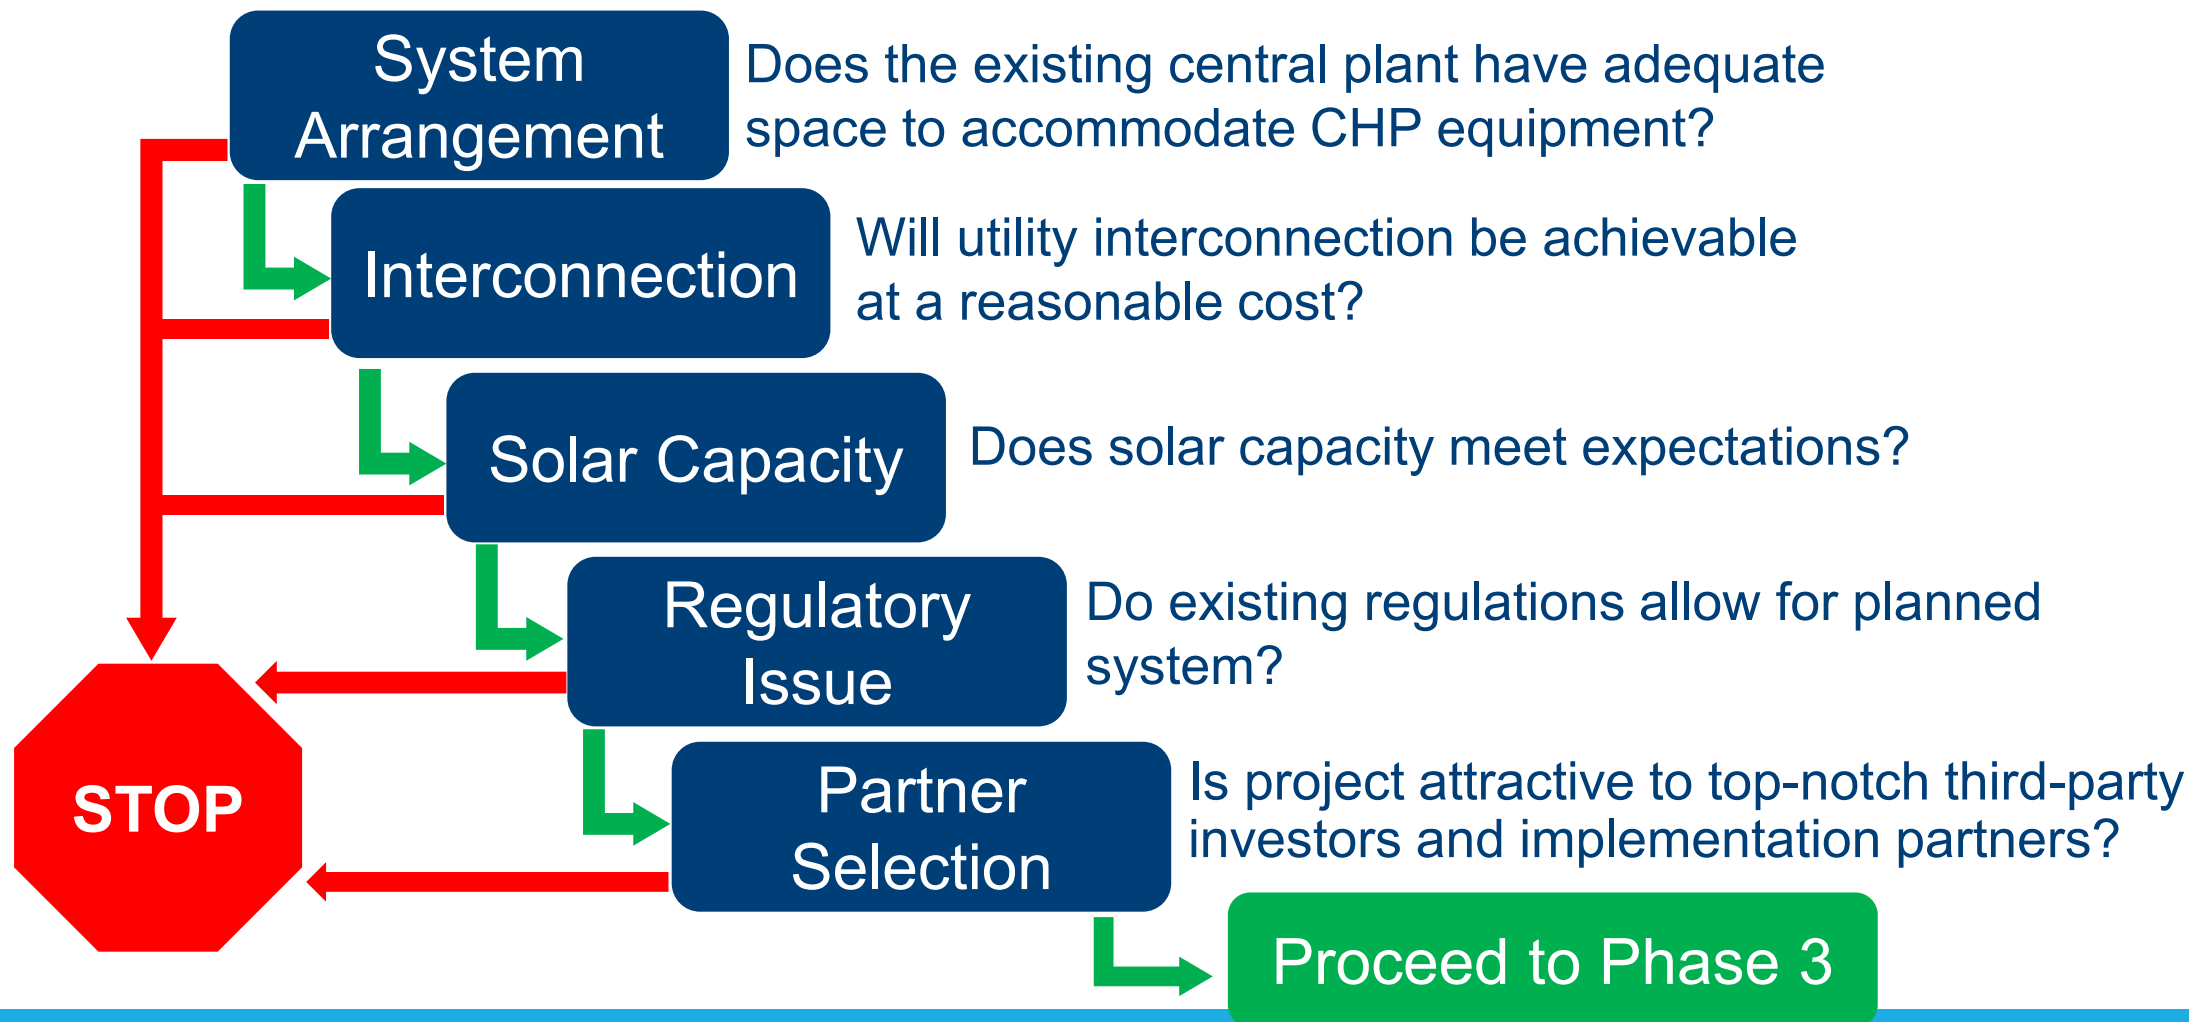 System
Arrangement
Does the existing central plant have adequate
space to accommodate CHP equipment?
Interconnection
Will utility interconnection be achievable
at a reasonable cost?
Solar Capacity
Does solar capacity meet expectations?
Regulatory
Issue
Do existing regulations allow for planned
system?
Partner
Selection
Is project attractive to top-notch third-party
investors and implementation partners?
STOP
Proceed to Phase 3